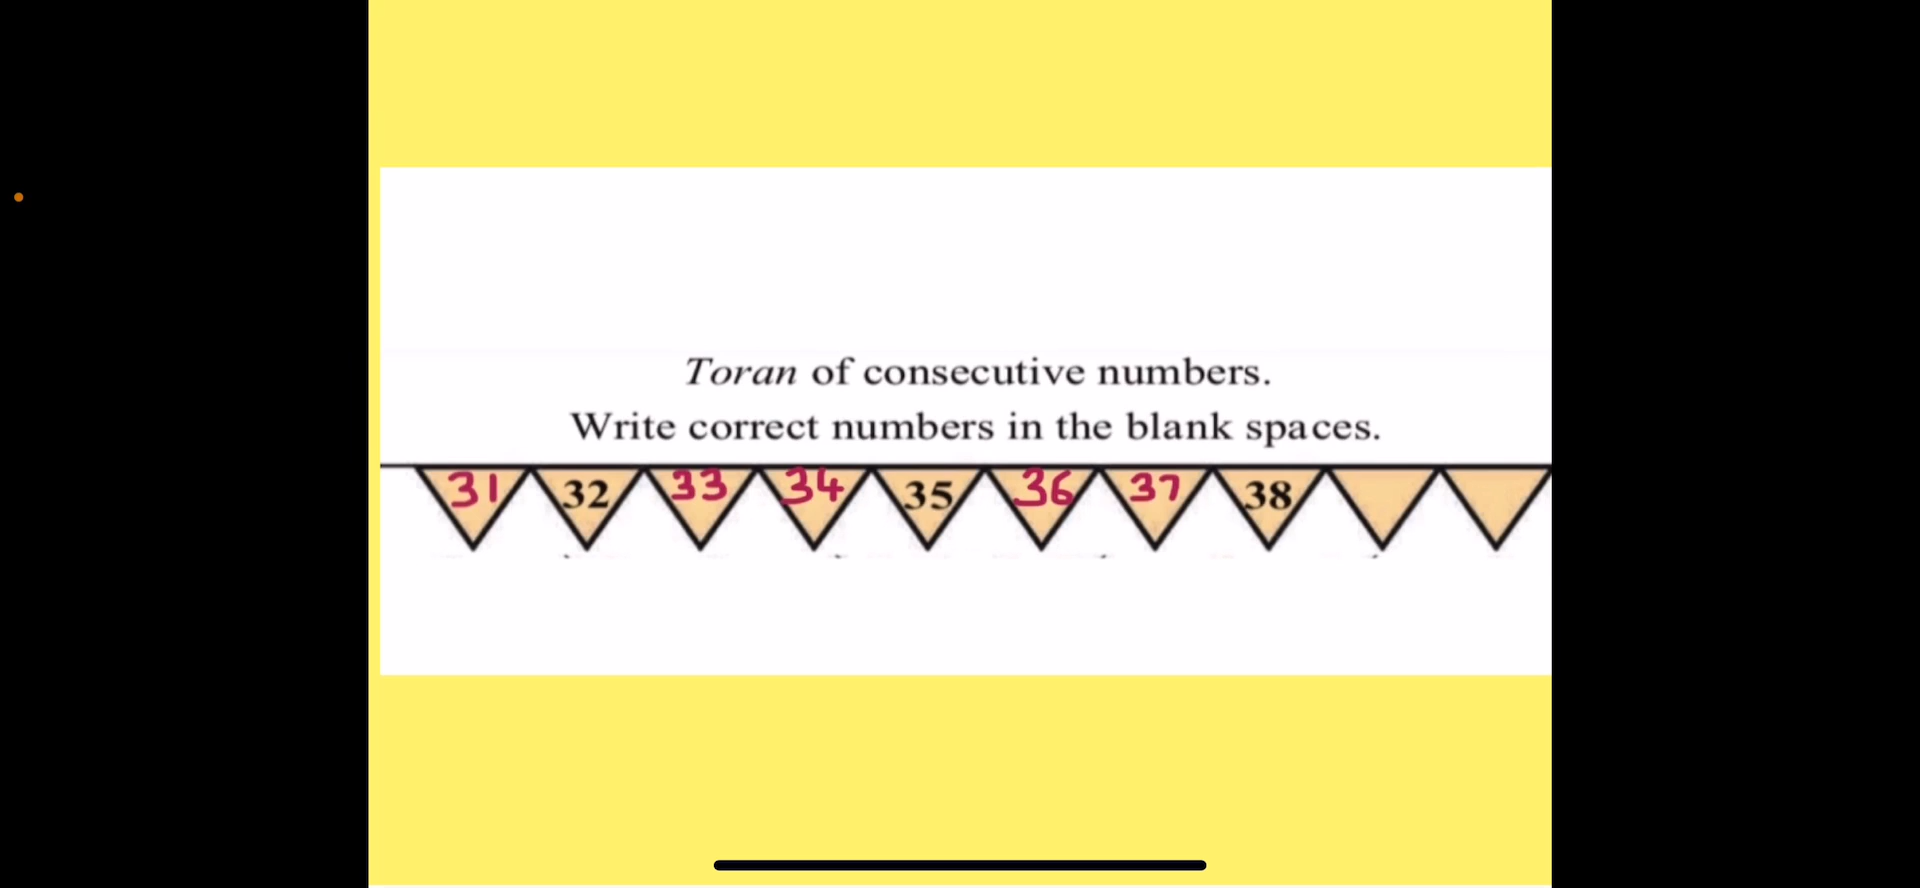 Toran of consecutive numbers.
Write correct numbers in the blank spaces.
31 32 33 34 35 36 37 38